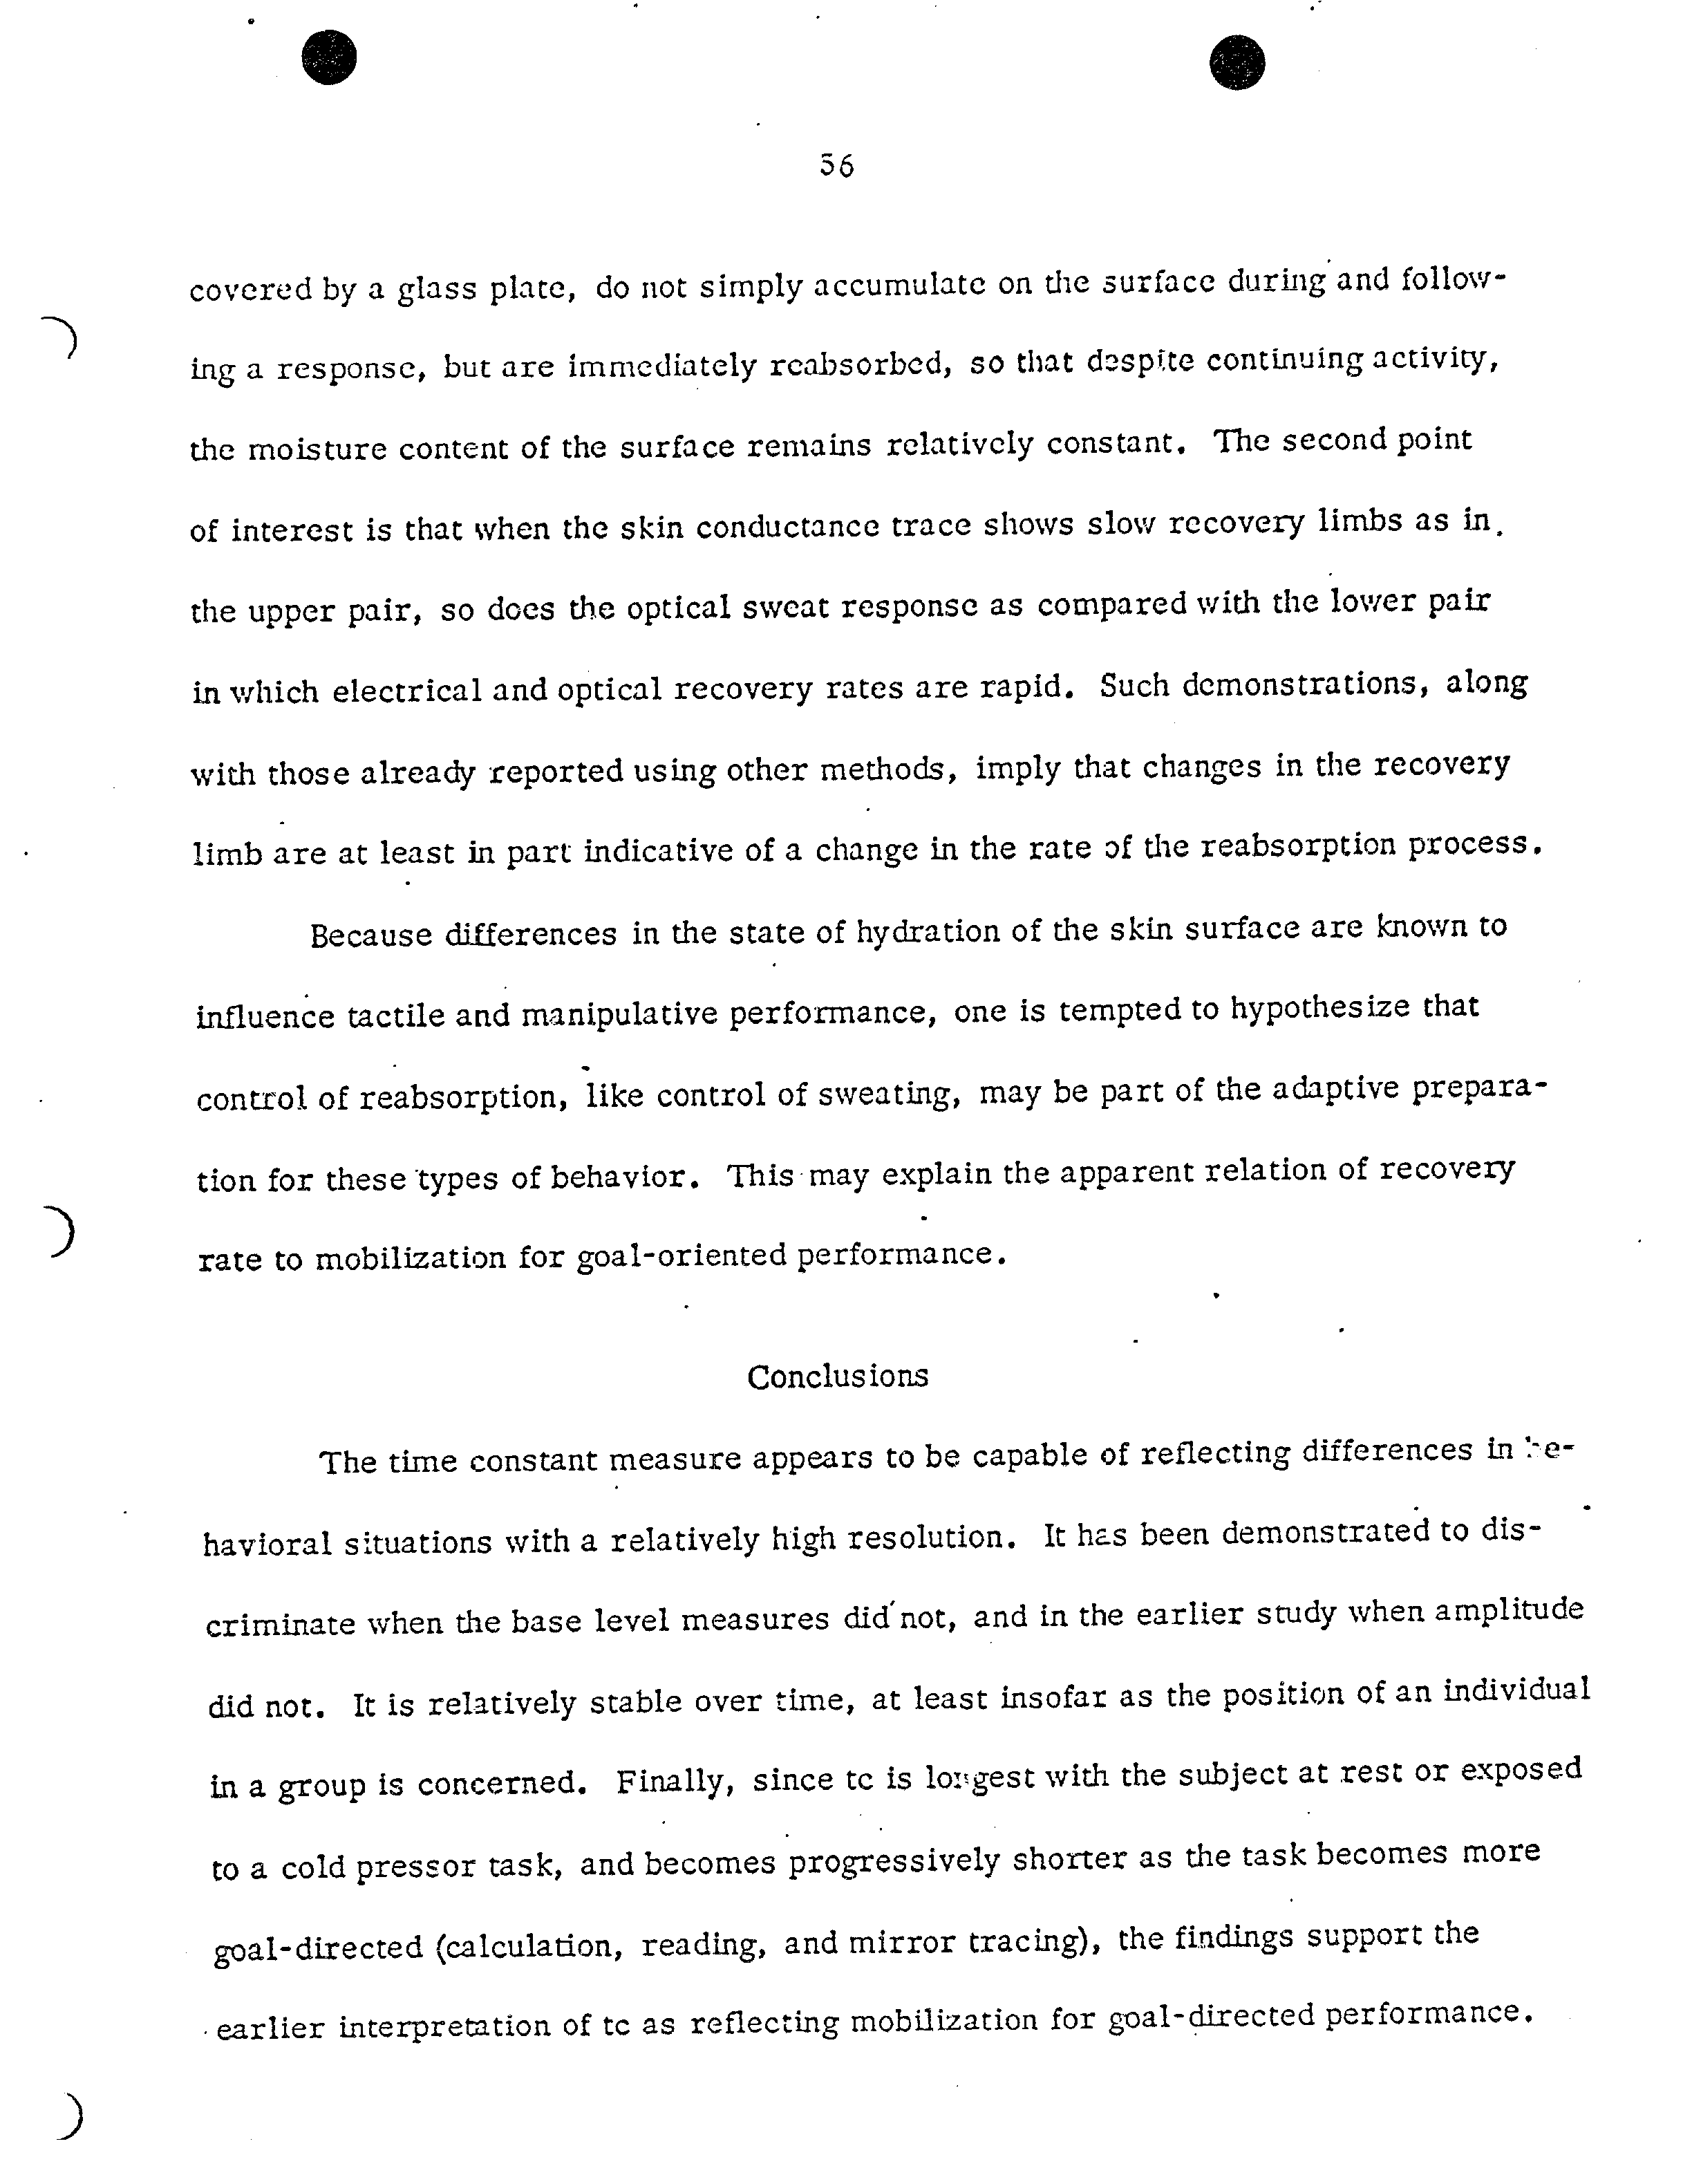 56
covered by a glass plate, do not simply accumulate on the surface during and follow-
ing a response, but are immediately reabsorbed, so that despite continuing activity,
the moisture content of the surface remains relatively constant. The second point
of interest is that when the skin conductance trace shows slow recovery limbs as in
the upper pair, so does the optical sweat response as compared with the lower pair
in which electrical and optical recovery rates are rapid. Such demonstrations, along
with those already reported using other methods, imply that changes in the recovery
limb are at least in part indicative of a change in the rate of the reabsorption process.
Because differences in the state of hydration of the skin surface are known to
influence tactile and manipulative performance, one is tempted to hypothesize that
control of reabsorption, like control of sweating, may be part of the adaptive prepara-
tion for these types of behavior. This may explain the apparent relation of recovery
rate to mobilization for goal-oriented performance.
Conclusions
The time constant measure appears to be capable of reflecting differences in be-
havioral situations with a relatively high resolution. It has been demonstrated to dis-
criminate when the base level measures did not, and in the earlier study when amplitude
did not. It is relatively stable over time, at least insofar as the position of an individual
in a group is concerned. Finally, since tc is longest with the subject at rest or exposed
to a cold pressor task, and becomes progressively shorter as the task becomes more
goal-directed (calculation, reading, and mirror tracing), the findings support the
earlier interpretation of tc as reflecting mobilization for goal-directed performance.